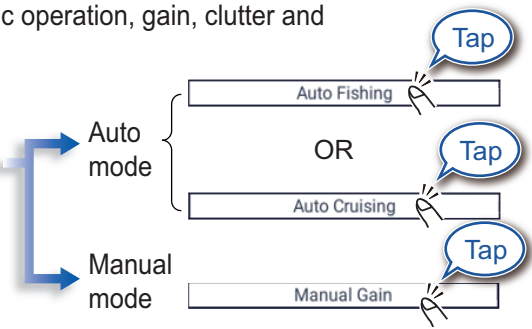 c operation, gain, clutter and
Tap
Auto Fishing
Auto
mode
OR
Tap
Auto Cruising
Tap
Manual
mode
Manual Gain